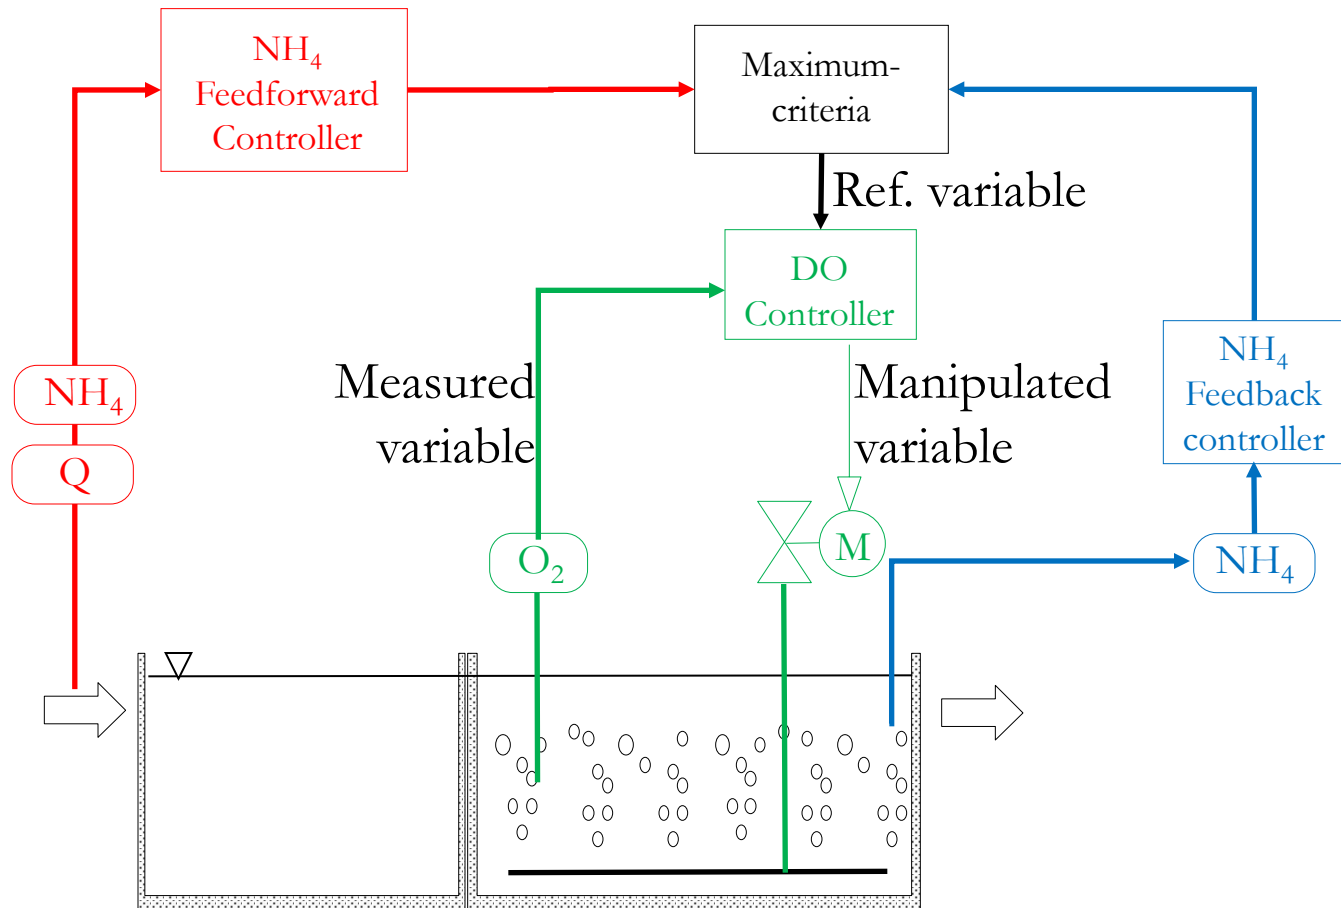 NH₄
Feedforward
Controller
Maximum-
criteria
Ref. variable
DO
Controller
Measured
variable
Manipulated
variable
NH₄
Feedback
controller
NH₄
Q
O₂
M
NH₄